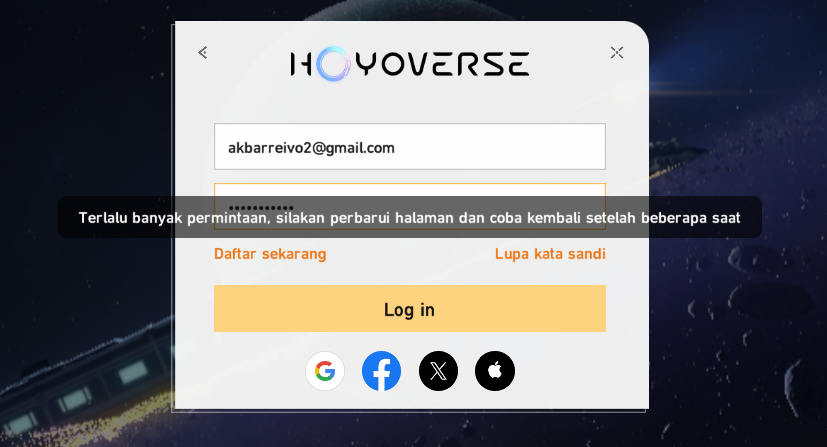 HOYOVERSE
akbarreivo2@gmail.com
Terlalu banyak permintaan, silakan perbarui halaman dan coba kembali setelah beberapa saat
Daftar sekarang
Lupa kata sandi
Log in